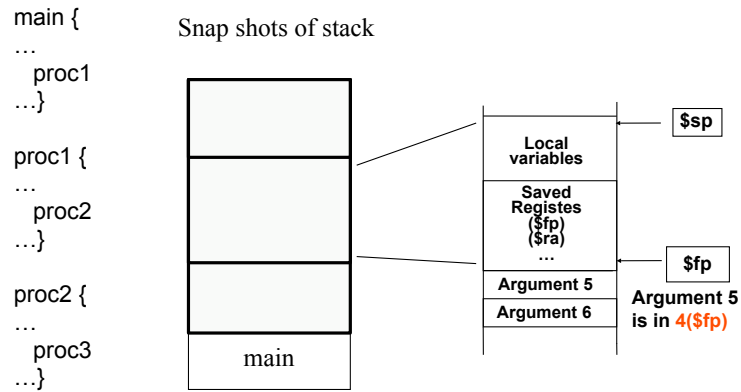 main {
…
proc1
…}
proc1 {
…
proc2
…}
proc2 {
…
proc3
…}
Snap shots of stack
main
Local
variables
Saved
Registes
($fp)
($ra)
…
Argument 5
Argument 6
$sp
$fp
Argument 5
is in 4($fp)